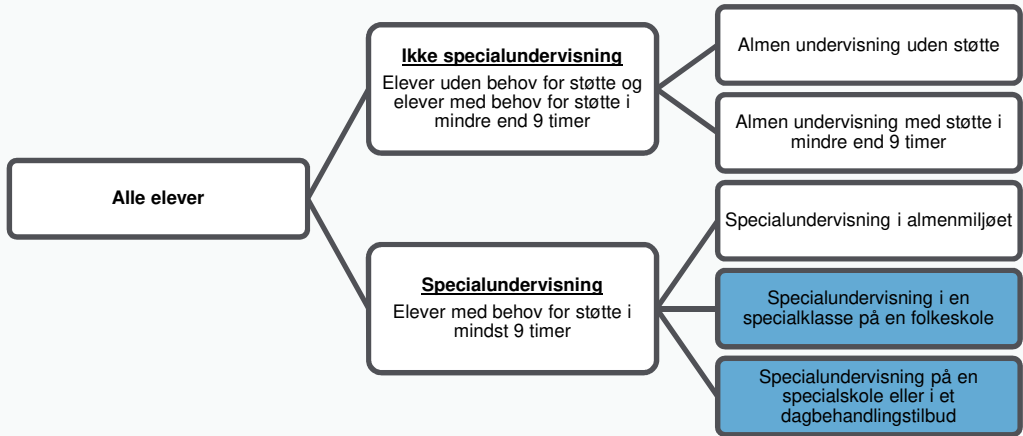 Alle elever
Ikke specialundervisning
Elever uden behov for støtte og
elever med behov for støtte i
mindre end 9 timer
Specialundervisning
Elever med behov for støtte i
mindst 9 timer
Almen undervisning uden støtte
Almen undervisning med støtte i
mindre end 9 timer
Specialundervisning i almenmiljøet
Specialundervisning i en
specialklasse på en folkeskole
Specialundervisning på en
specialskole eller i et
dagbehandlingstilbud